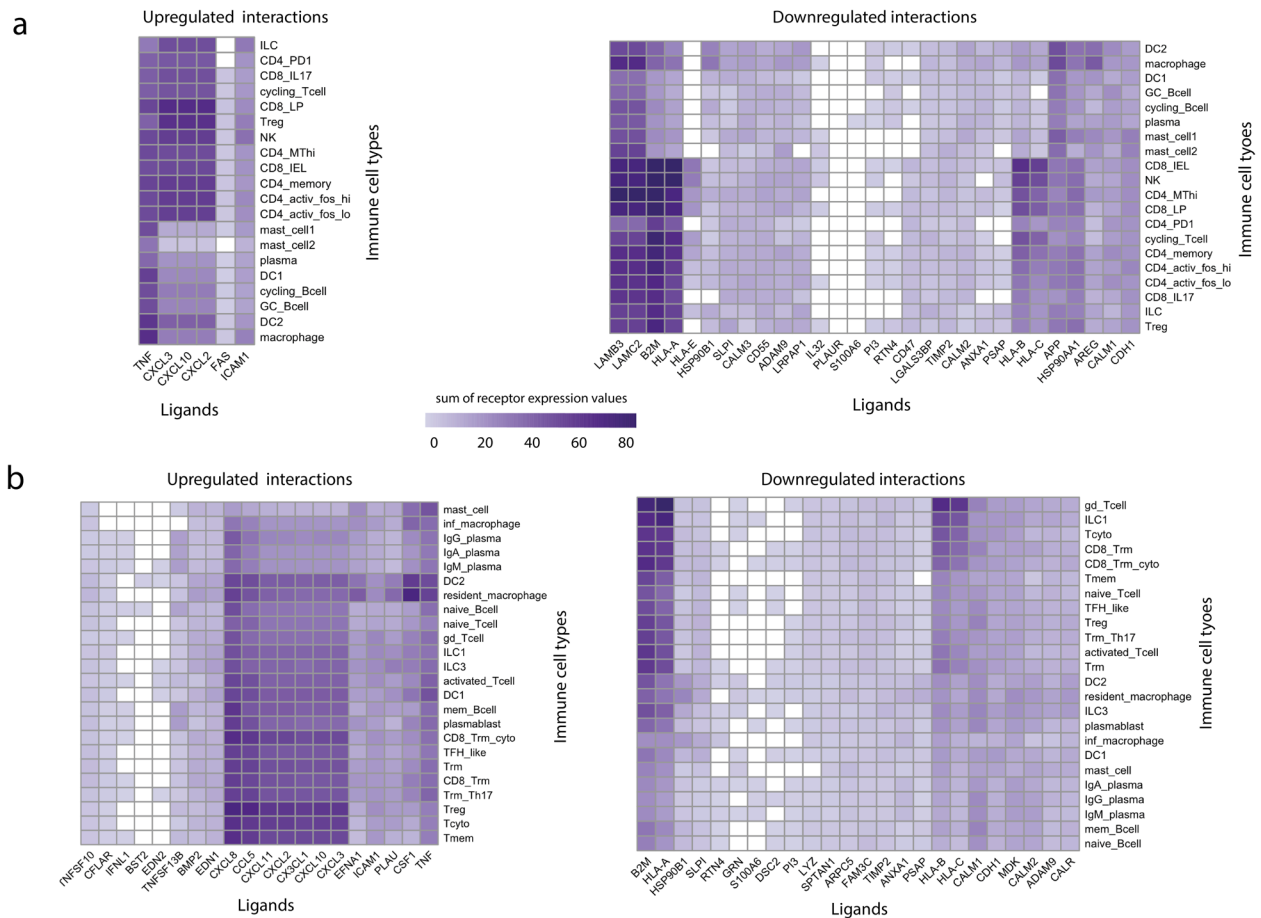 a
Upregulated interactions
ILC
CD4_PD1
CD8_IL17
cycling_Tcell
CD8_LP
Treg
NK
CD4_MThi
CD8_IEL
CD4_memory
CD4_activ_fos_hi
CD4_activ_fos_lo
mast_cell1
mast_cell2
plasma
DC1
cycling_Bcell
GC_Bcell
DC2
macrophage
Immune cell types
TNF
CXCL3
CXCL10
CXCL2
FAS
ICAM1
Ligands
Downregulated interactions
DC2
macrophage
DC1
GC_Bcell
cycling_Bcell
plasma
mast_cell1
mast_cell2
CD8_IEL
NK
CD4_MThi
CD8_LP
CD4_PD1
cycling_Tcell
CD4_memory
CD4_activ_fos_hi
CD4_activ_fos_lo
CD8_IL17
ILC
Treg
Immune cell tyoes
LAMB3
LAMC2
B2M
HLA-A
HLA-E
HSP90B1
SLPI
CALM3
CD55
ADAM9
LRPAP1
IL32
PLAUR
S100A6
PI3
RTN4
CD47
LGALS3BP
TIMP2
CALM2
ANXA1
PSAP
HLA-B
HLA-C
APP
HSP90AA1
AREG
CALM1
CDH1
Ligands
sum of receptor expression values
0 20 40 60 80
b
Upregulated interactions
mast_cell
inf_macrophage
IgG_plasma
IgA_plasma
IgM_plasma
DC2
resident_macrophage
naive_Bcell
naive_Tcell
gd_Tcell
ILC1
ILC3
activated_Tcell
DC1
mem_Bcell
plasmablast
CD8_Trm_cyto
TFH_like
Trm
CD8_Trm
Trm_Th17
Treg
Tcyto
Tmem
Immune cell types
TNFSF10
CFLAR
IFNL1
BST2
EDN2
TNFSF13B
BMP2
EDN1
CXCL8
CCL5
CXCL11
CXCL2
CX3CL1
CXCL10
CXCL3
EFNA1
ICAM1
PLAU
CSF1
TNF
Ligands
Downregulated interactions
gd_Tcell
ILC1
Tcyto
CD8_Trm
CD8_Trm_cyto
Tmem
naive_Tcell
TFH_like
Treg
Trm_Th17
activated_Tcell
Trm
DC2
resident_macrophage
ILC3
plasmablast
inf_macrophage
DC1
mast_cell
IgA_plasma
IgG_plasma
IgM_plasma
mem_Bcell
naive_Bcell
Immune cell tyoes
B2M
HLA-A
HSP90B1
SLPI
RTN4
GRN
S100A6
DSC2
PI3
LYZ
SPTAN1
ARPC5
FAM3C
TIMP2
ANXA1
PSAP
HLA-B
HLA-C
CALM1
CDH1
MDK
CALM2
ADAM9
CALR
Ligands